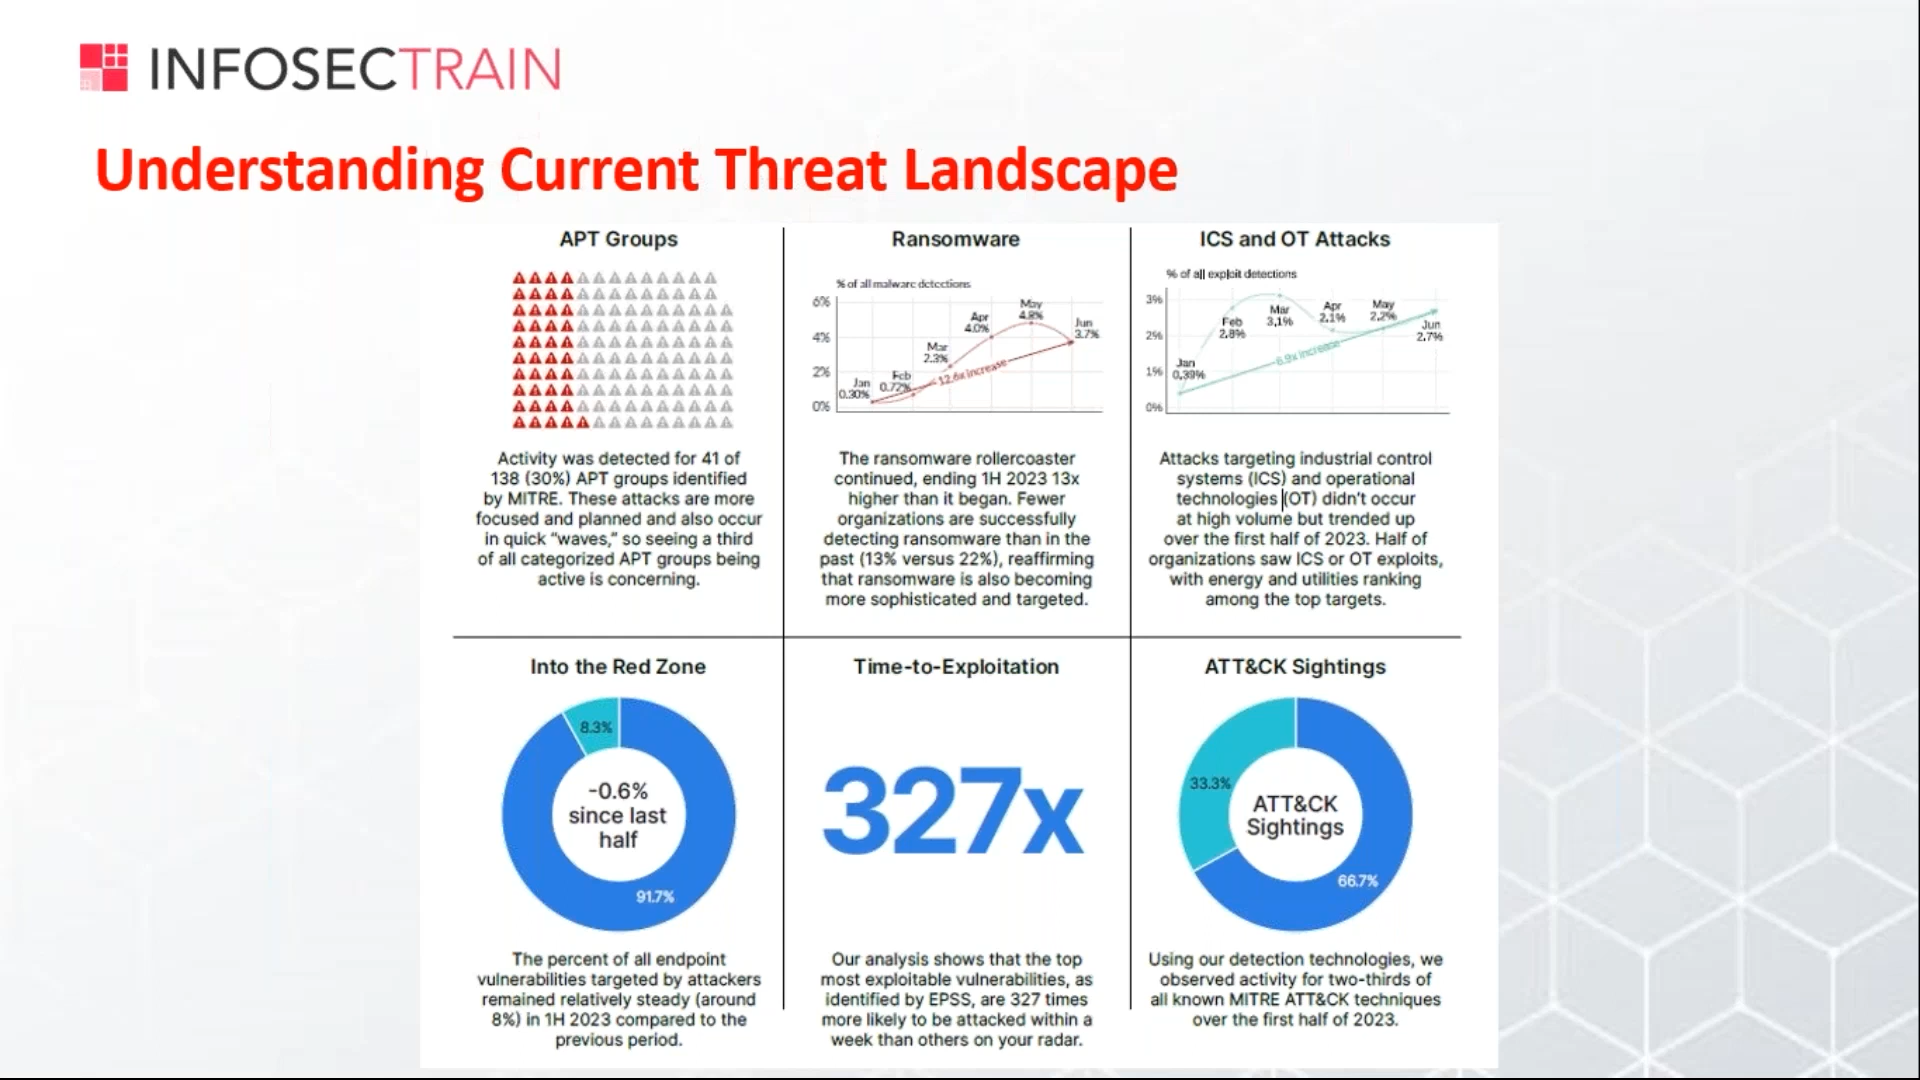 INFOSECTRAIN
Understanding Current Threat Landscape
APT Groups
Activity was detected for 41 of
138 (30%) APT groups identified
by MITRE. These attacks are more
focused and planned and also occur
in quick “waves,” so seeing a third
of all categorized APT groups being
active is concerning.
Ransomware
% of all malware detections
6%
4%
2%
0%
Jan
0.30%
Feb
0.72%
Mar
2.3%
Apr
4.0%
May
4.8%
Jun
3.7%
12.6x increase
The ransomware rollercoaster
continued, ending 1H 2023 13x
higher than it began. Fewer
organizations are successfully
detecting ransomware than in the
past (13% versus 22%), reaffirming
that ransomware is also becoming
more sophisticated and targeted.
ICS and OT Attacks
% of all exploit detections
3%
2%
1%
0%
Jan
0.39%
Feb
2.8%
Mar
3.1%
Apr
2.1%
May
2.2%
Jun
2.7%
6.9x increase
Attacks targeting industrial control
systems (ICS) and operational
technologies (OT) didn’t occur
at high volume but trended up
over the first half of 2023. Half of
organizations saw ICS or OT exploits,
with energy and utilities ranking
among the top targets.
Into the Red Zone
8.3%
-0.6%
since last
half
91.7%
The percent of all endpoint
vulnerabilities targeted by attackers
remained relatively steady (around
8%) in 1H 2023 compared to the
previous period.
Time-to-Exploitation
327x
Our analysis shows that the top
most exploitable vulnerabilities, as
identified by EPSS, are 327 times
more likely to be attacked within a
week than others on your radar.
ATT&CK Sightings
33.3%
ATT&CK
Sightings
66.7%
Using our detection technologies, we
observed activity for two-thirds of
all known MITRE ATT&CK techniques
over the first half of 2023.